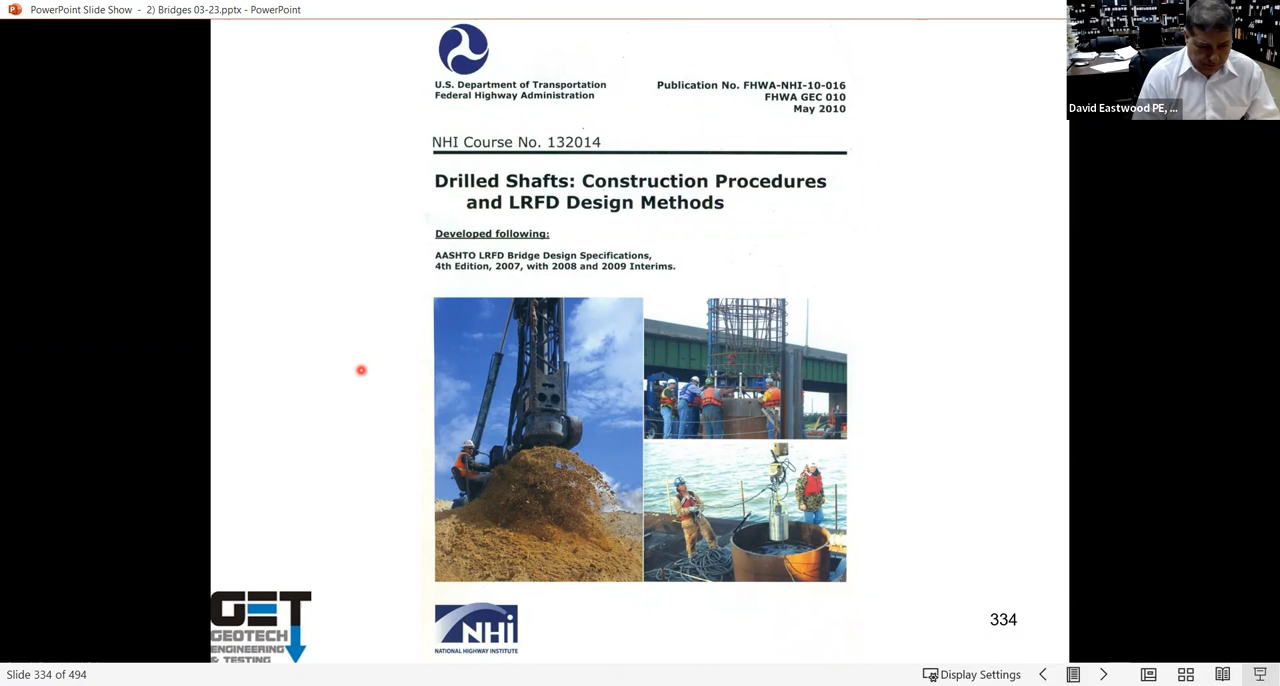 PowerPoint Slide Show - 2) Bridges 03-23.pptx - PowerPoint
U.S. Department of Transportation
Federal Highway Administration
Publication No. FHWA-NHI-10-016
FHWA GEC 010
May 2010
NHI Course No. 132014
Drilled Shafts: Construction Procedures
and LRFD Design Methods
Developed following:
AASHTO LRFD Bridge Design Specifications,
4th Edition, 2007, with 2008 and 2009 Interims.
David Eastwood PE, ...
NHI
NATIONAL HIGHWAY INSTITUTE
GET
GEOTECH
ENGINEERING
& TESTING
334
Slide 334 of 494
Display Settings